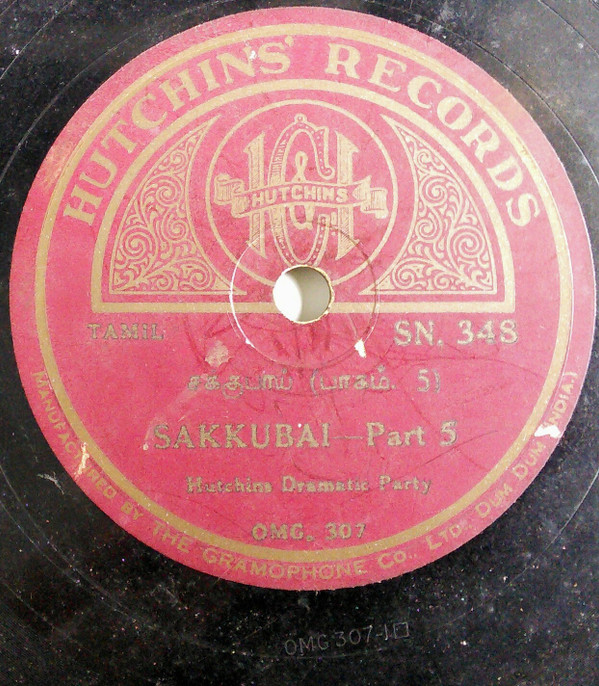 HUTCHINS' RECORDS
HUTCHINS
TAMIL
SN. 348
சக்குபாய் (பாகம். 5)
SAKKUBAI—Part 5
Hutchins Dramatic Party
OMG. 307
MANUFACTURED BY THE GRAMOPHONE CO., LTD. DUM DUM (INDIA.)
OMG 307-1